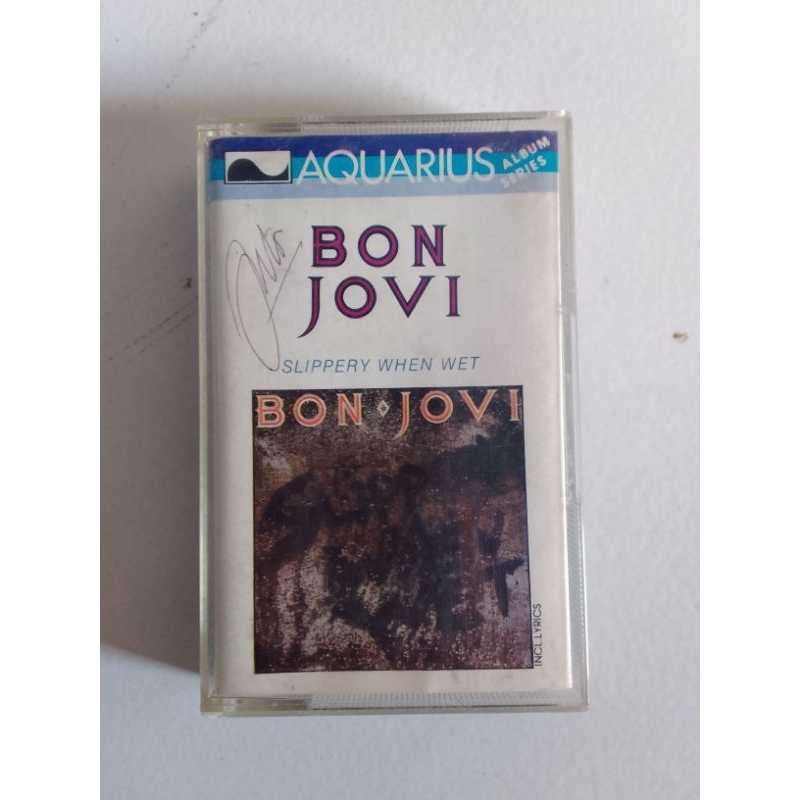 AQUARIUS
ALBUM
SERIES
BON
JOVI
SLIPPERY WHEN WET
BON JOVI
INCL.LYRICS